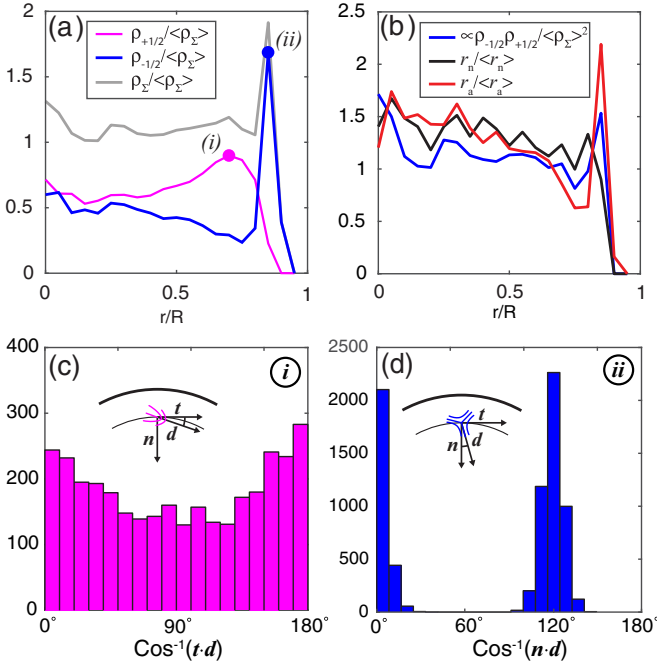 (a)
ρ+1/2/<ρΣ>
ρ-1/2/<ρΣ>
ρΣ/<ρΣ>
(i)
(ii)
2
1.5
1
0.5
0
0
0.5
1
r/R
(b)
∝ρ-1/2ρ+1/2/<ρΣ>²
rn/<rn>
ra/<ra>
2.5
2
1.5
1
0.5
0
0
0.5
1
r/R
(c)
i
t
d
n
400
300
200
100
0
0°
90°
180°
Cos⁻¹(t·d)
(d)
ii
t
d
n
2500
2000
1500
1000
500
0
0°
60°
120°
180°
Cos⁻¹(n·d)